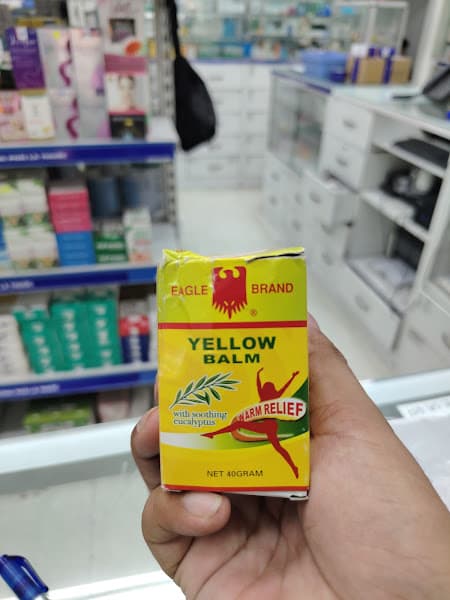 EAGLE BRAND
®
YELLOW
BALM
with soothing
eucalyptus
WARM RELIEF
NET 40GRAM